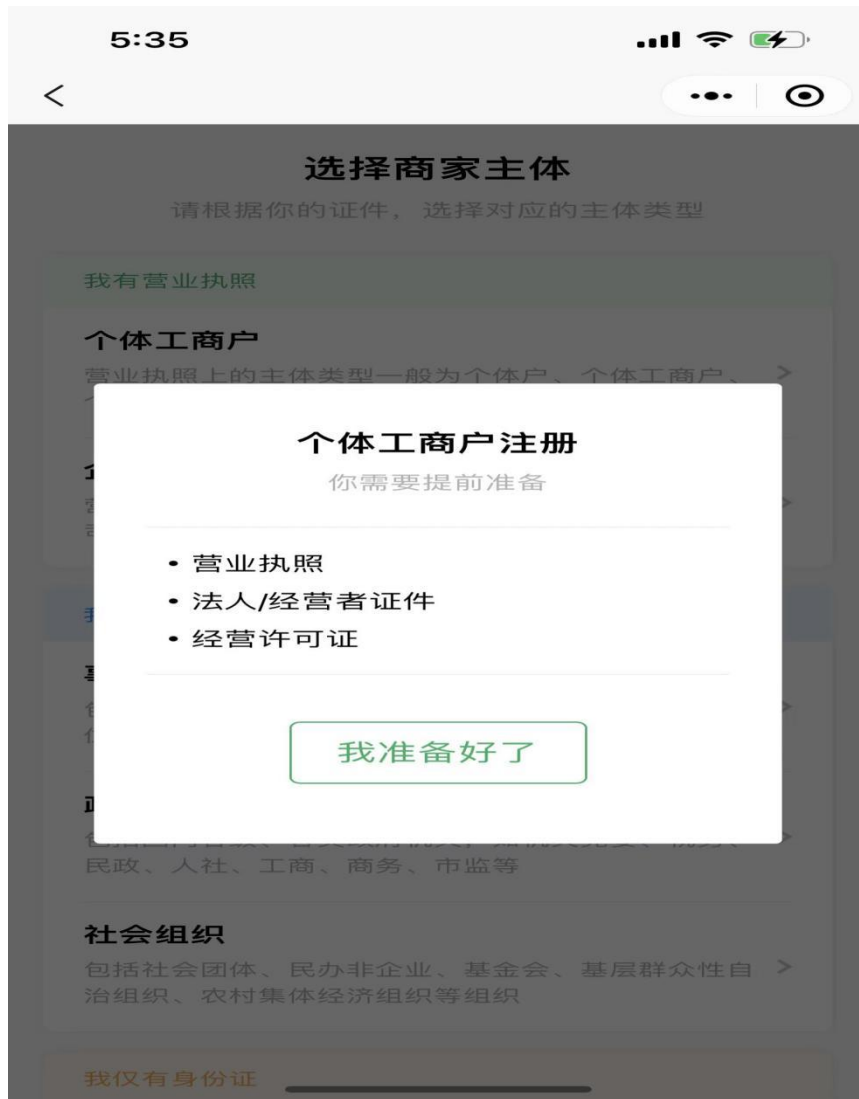 5:35
选择商家主体
请根据你的证件，选择对应的主体类型
我有营业执照
个体工商户
营业执照上的主体类型一般为个体户、个体工商户、
个体工商户注册
你需要提前准备
• 营业执照
• 法人/经营者证件
• 经营许可证
我准备好了
民政、人社、工商、商务、市监等
社会组织
包括社会团体、民办非企业、基金会、基层群众性自
治组织、农村集体经济组织等组织
我仅有身份证